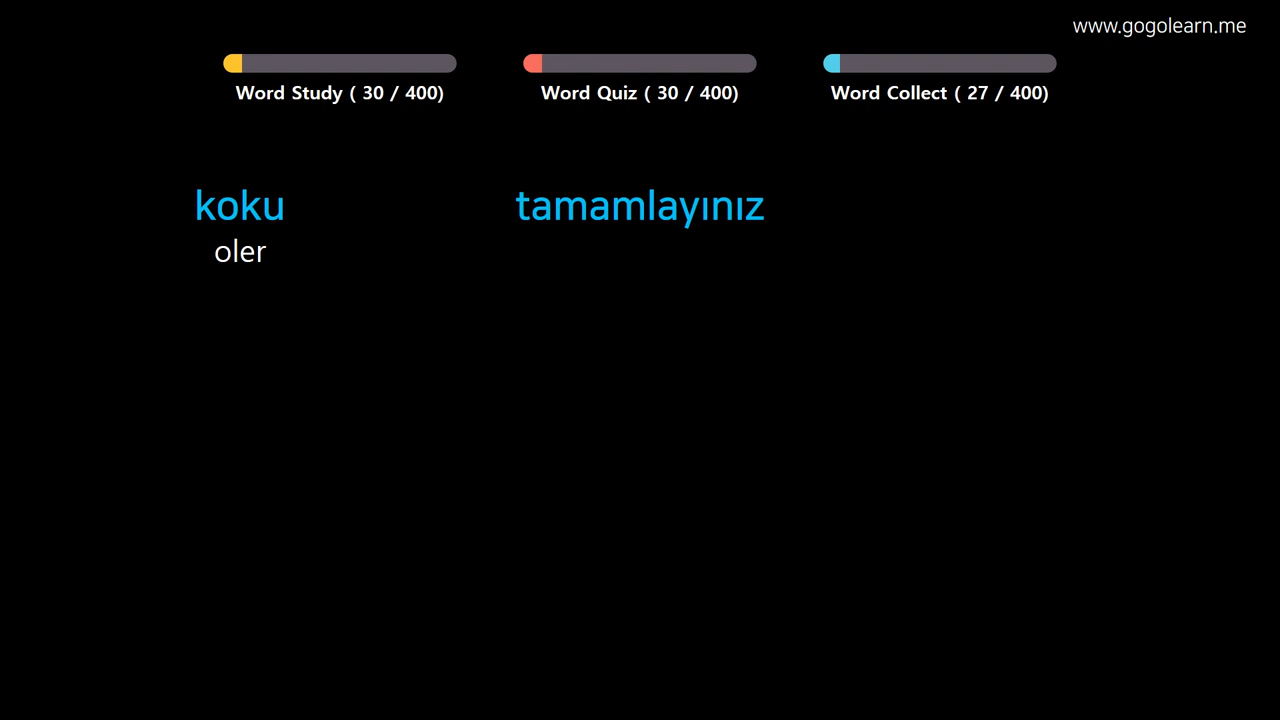 www.gogolearn.me
Word Study ( 30 / 400)
Word Quiz ( 30 / 400)
Word Collect ( 27 / 400)
koku
tamamlayınız
oler